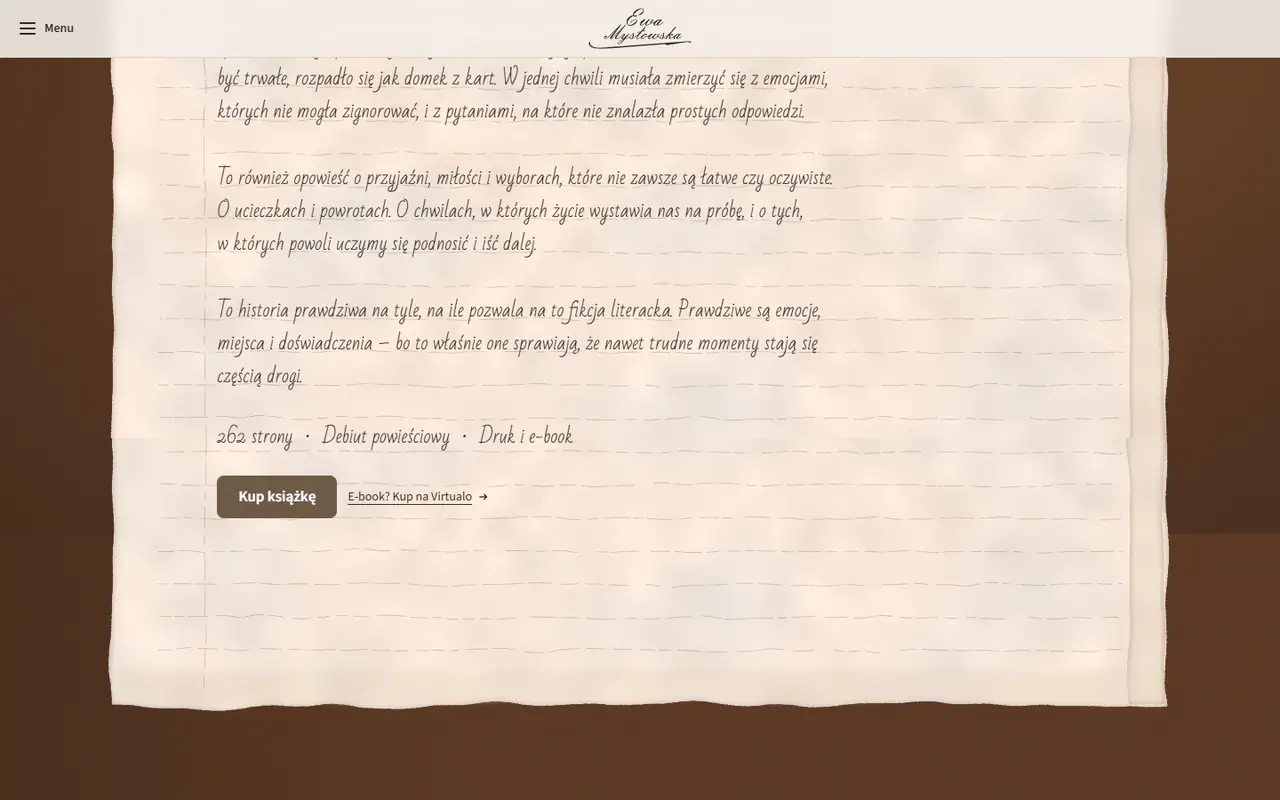 Menu
Ewa
Mysłowska
być trwałe, rozpadło się jak domek z kart. W jednej chwili musiała zmierzyć się z emocjami,
których nie mogła zignorować, i z pytaniami, na które nie znalazła prostych odpowiedzi.
To również opowieść o przyjaźni, miłości i wyborach, które nie zawsze są łatwe czy oczywiste.
O ucieczkach i powrotach. O chwilach, w których życie wystawia nas na próbę, i o tych,
w których powoli uczymy się podnosić i iść dalej.
To historia prawdziwa na tyle, na ile pozwala na to fikcja literacka. Prawdziwe są emocje,
miejsca i doświadczenia – bo to właśnie one sprawiają, że nawet trudne momenty stają się
częścią drogi.
262 strony · Debiut powieściowy · Druk i e-book
Kup książkę
E-book? Kup na Virtualo →